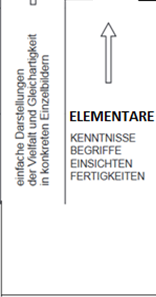 einfache Darstellungen
der Vielfalt und Gleichartigkeit
in konkreten Einzelbildern
ELEMENTARE
KENNTNISSE
BEGRIFFE
EINSICHTEN
FERTIGKEITEN